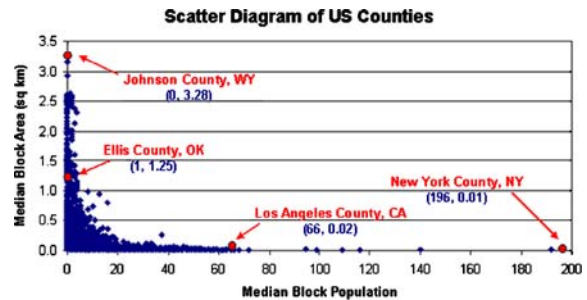 Scatter Diagram of US Counties
Median Block Area (sq km)
3.5
3.0
2.5
2.0
1.5
1.0
0.5
0.0
Johnson County, WY
(0, 3.28)
Ellis County, OK
(1, 1.25)
New York County, NY
(196, 0.01)
Los Angeles County, CA
(66, 0.02)
0 20 40 60 80 100 120 140 160 180 200
Median Block Population